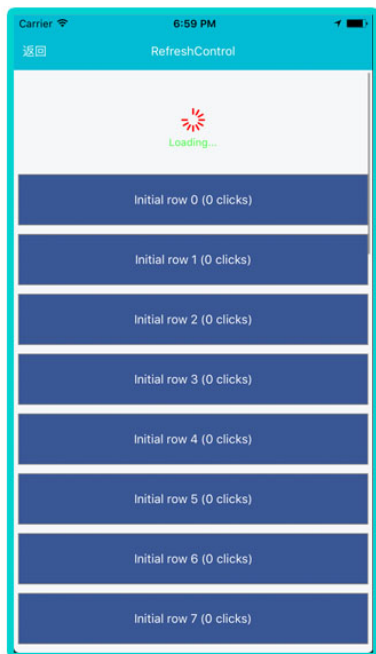 Carrier 6:59 PM
返回 RefreshControl
Loading...
Initial row 0 (0 clicks)
Initial row 1 (0 clicks)
Initial row 2 (0 clicks)
Initial row 3 (0 clicks)
Initial row 4 (0 clicks)
Initial row 5 (0 clicks)
Initial row 6 (0 clicks)
Initial row 7 (0 clicks)